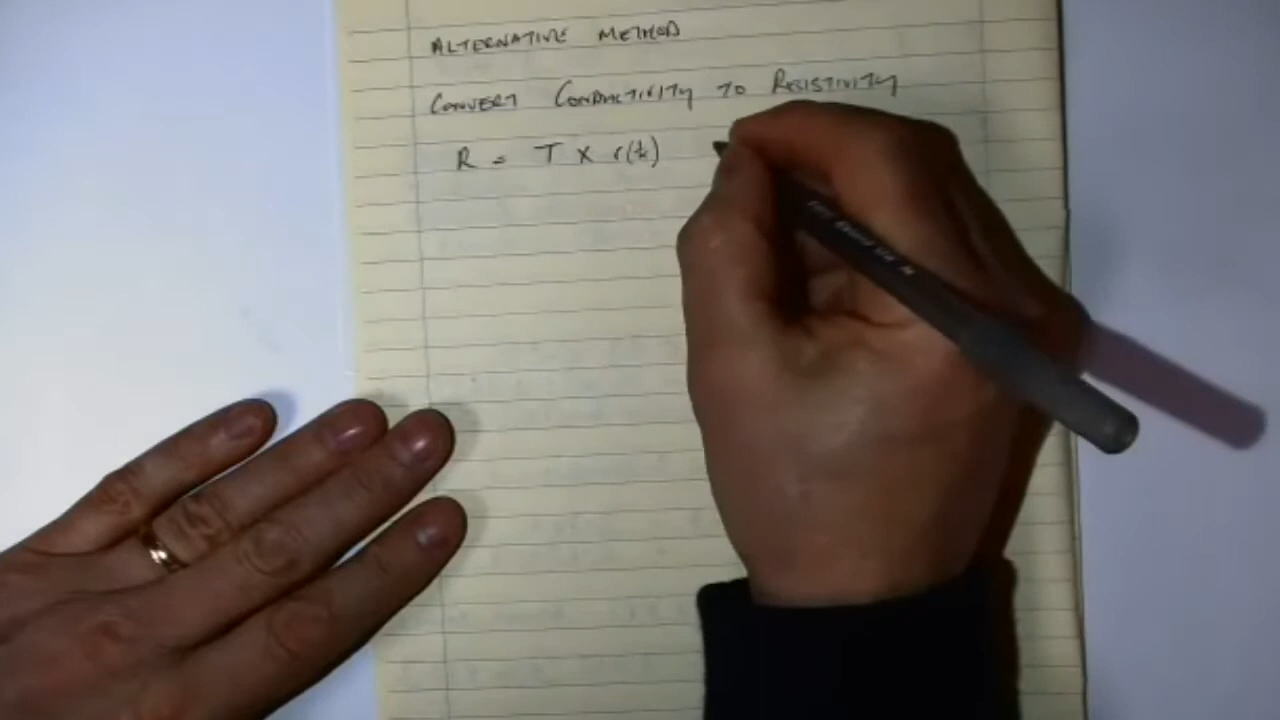 ALTERNATIVE METHOD
CONVERT CONDUCTIVITY TO RESISTIVITY
R = T X r(1/k)